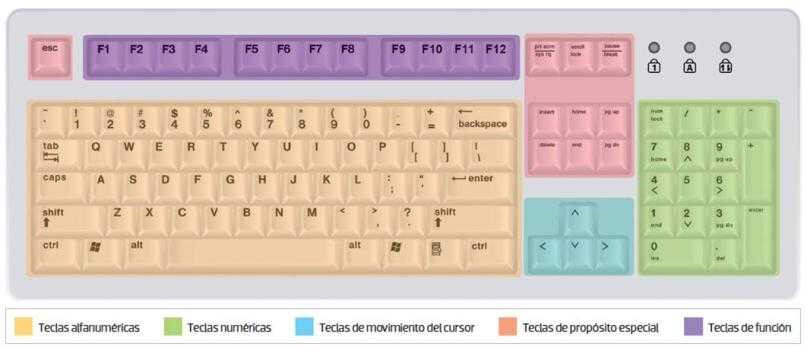 esc F1 F2 F3 F4 F5 F6 F7 F8 F9 F10 F11 F12 prt scrn sys rq scroll lock pause break
1 A
~ ! @ # $ % ^ & * ( ) + ←
` 1 2 3 4 5 6 7 8 9 0 - = backspace
insert home pg up
num lock / *
tab Q W E R T Y U I O P [ ] ! \
[ ]
delete end pg dn
7 home 8 ^ 9 pg up +
caps A S D F G H J K L : ; " ← enter
4 < 5 6 >
shift Z X C V B N M < > ? shift
^
1 end 2 v 3 pg dn enter
ctrl alt alt ctrl
< v >
0 ins . del
Teclas alfanuméricas Teclas numéricas Teclas de movimiento del cursor Teclas de propósito especial Teclas de función